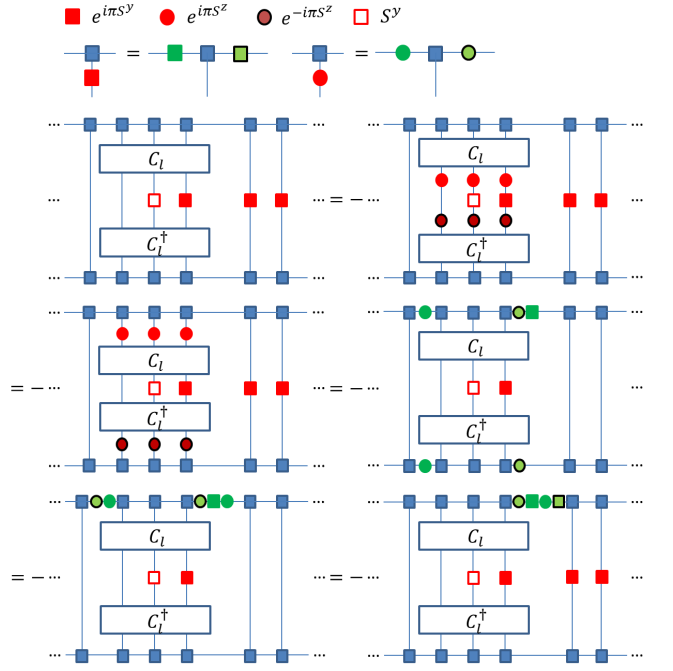 e^{iπS^y} e^{iπS^z} e^{-iπS^z} S^y
= =
... C_l ... ... C_l ...
... ... = - ... ...
... C_l^† ... ... C_l^† ...
... ... ... ...
C_l C_l
= - ... ... = - ... ...
C_l^† C_l^†
... ... ... ...
... ... ... ...
C_l C_l
= - ... ... = - ... ...
C_l^† C_l^†
... ... ... ...